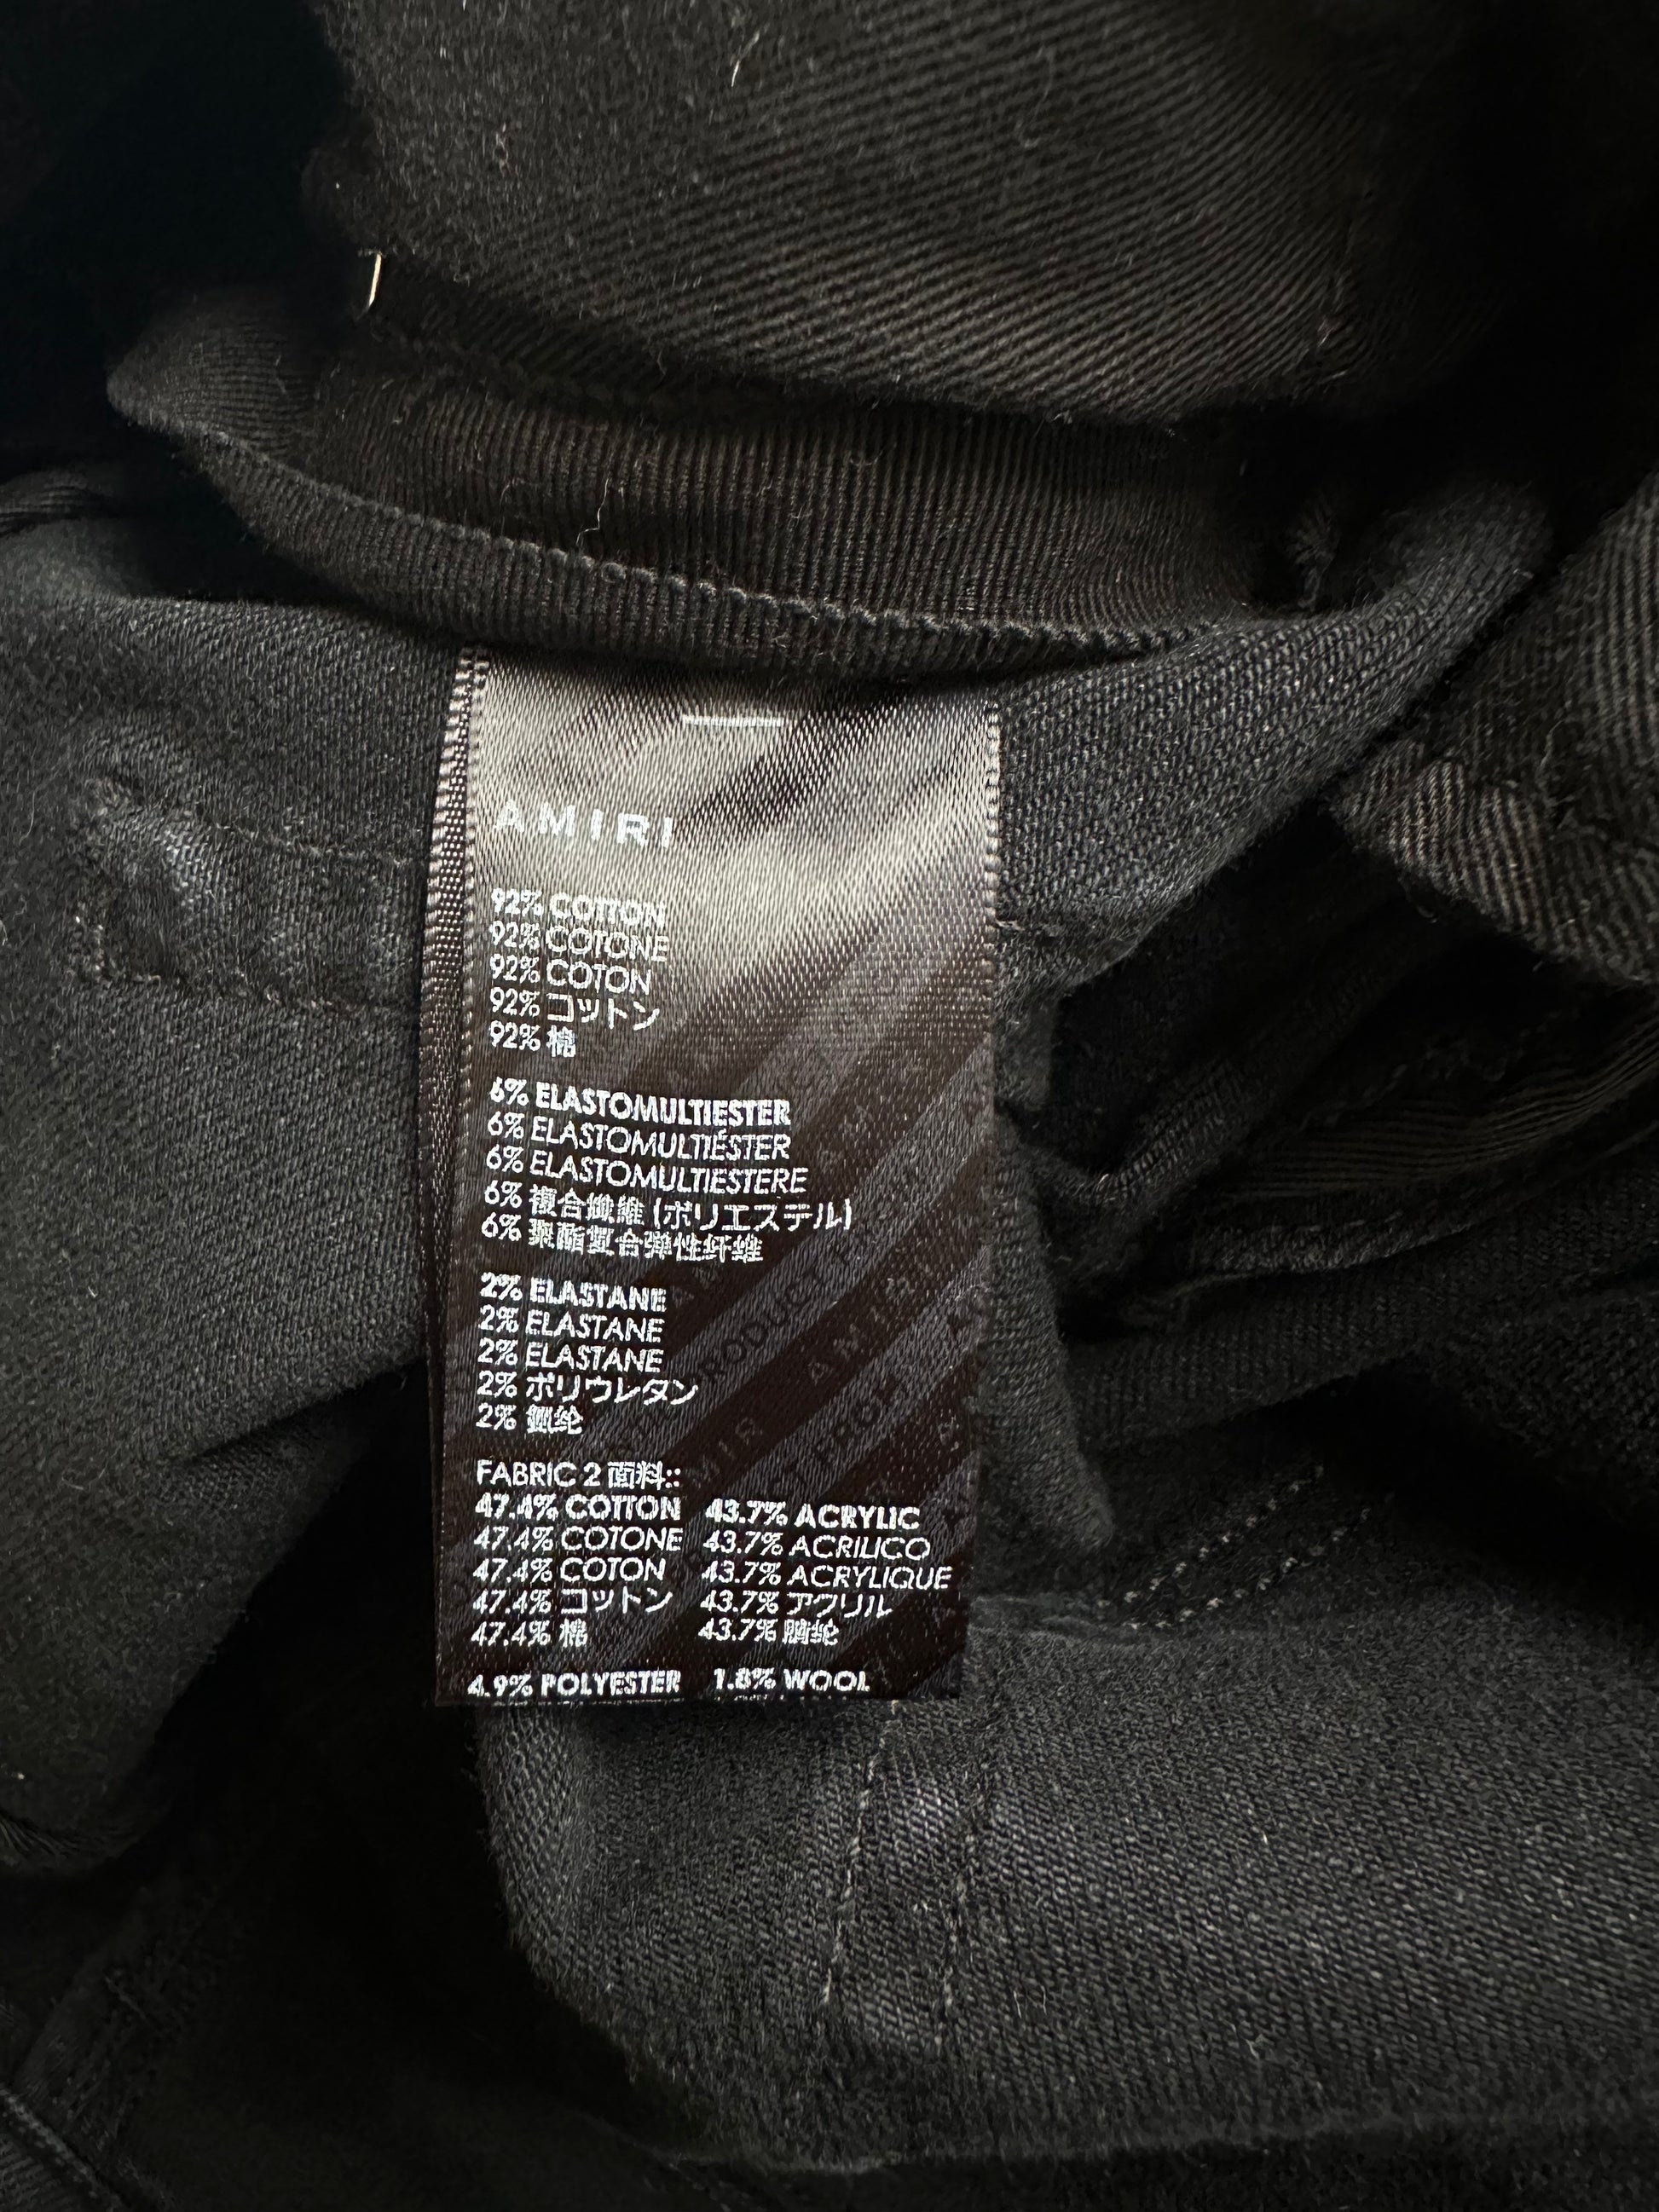 AMIRI
92% COTTON
92% COTONE
92% COTON
92% コットン
92% 棉
6% ELASTOMULTIESTER
6% ELASTOMULTIÉSTER
6% ELASTOMULTIESTERE
6% 複合繊維 (ポリエステル)
6% 聚酯复合弹性纤维
2% ELASTANE
2% ELASTANE
2% ELASTANE
2% ポリウレタン
2% 氨纶
FABRIC 2 面料::
47.4% COTTON 43.7% ACRYLIC
47.4% COTONE 43.7% ACRILICO
47.4% COTON 43.7% ACRYLIQUE
47.4% コットン 43.7% アクリル
47.4% 棉 43.7% 腈纶
4.9% POLYESTER 1.8% WOOL